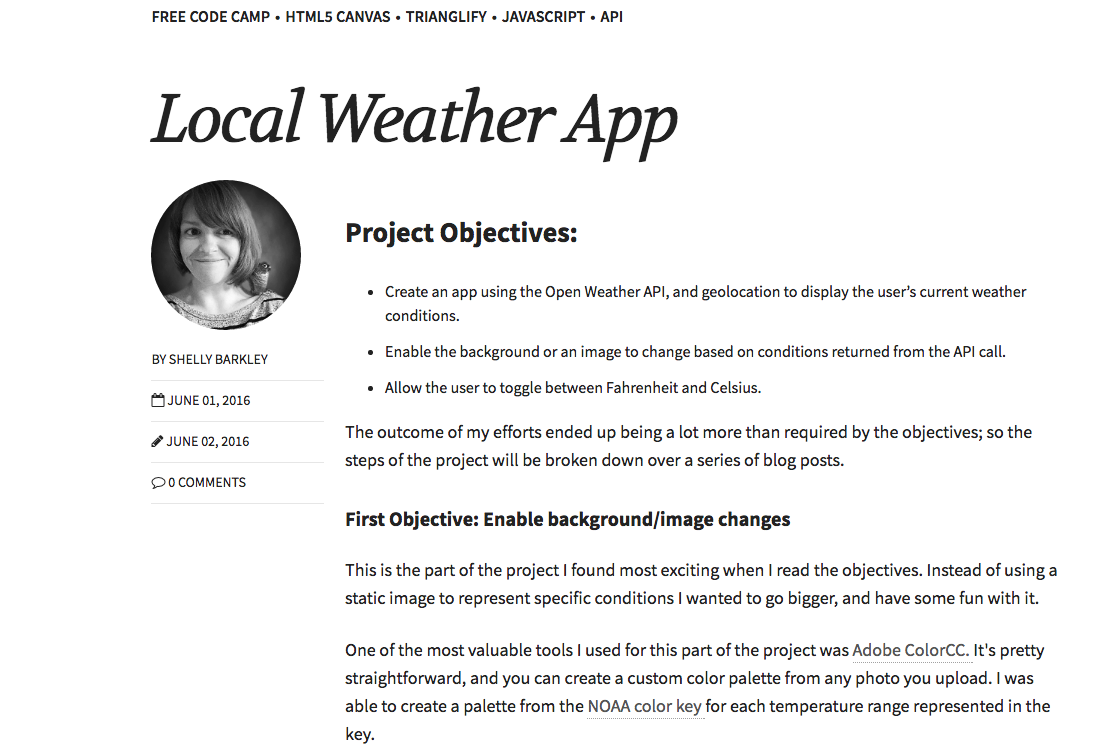 FREE CODE CAMP • HTML5 CANVAS • TRIANGLIFY • JAVASCRIPT • API
Local Weather App
BY SHELLY BARKLEY
JUNE 01, 2016
JUNE 02, 2016
0 COMMENTS
Project Objectives:
• Create an app using the Open Weather API, and geolocation to display the user’s current weather
conditions.
• Enable the background or an image to change based on conditions returned from the API call.
• Allow the user to toggle between Fahrenheit and Celsius.
The outcome of my efforts ended up being a lot more than required by the objectives; so the
steps of the project will be broken down over a series of blog posts.
First Objective: Enable background/image changes
This is the part of the project I found most exciting when I read the objectives. Instead of using a
static image to represent specific conditions I wanted to go bigger, and have some fun with it.
One of the most valuable tools I used for this part of the project was Adobe ColorCC. It's pretty
straightforward, and you can create a custom color palette from any photo you upload. I was
able to create a palette from the NOAA color key for each temperature range represented in the
key.